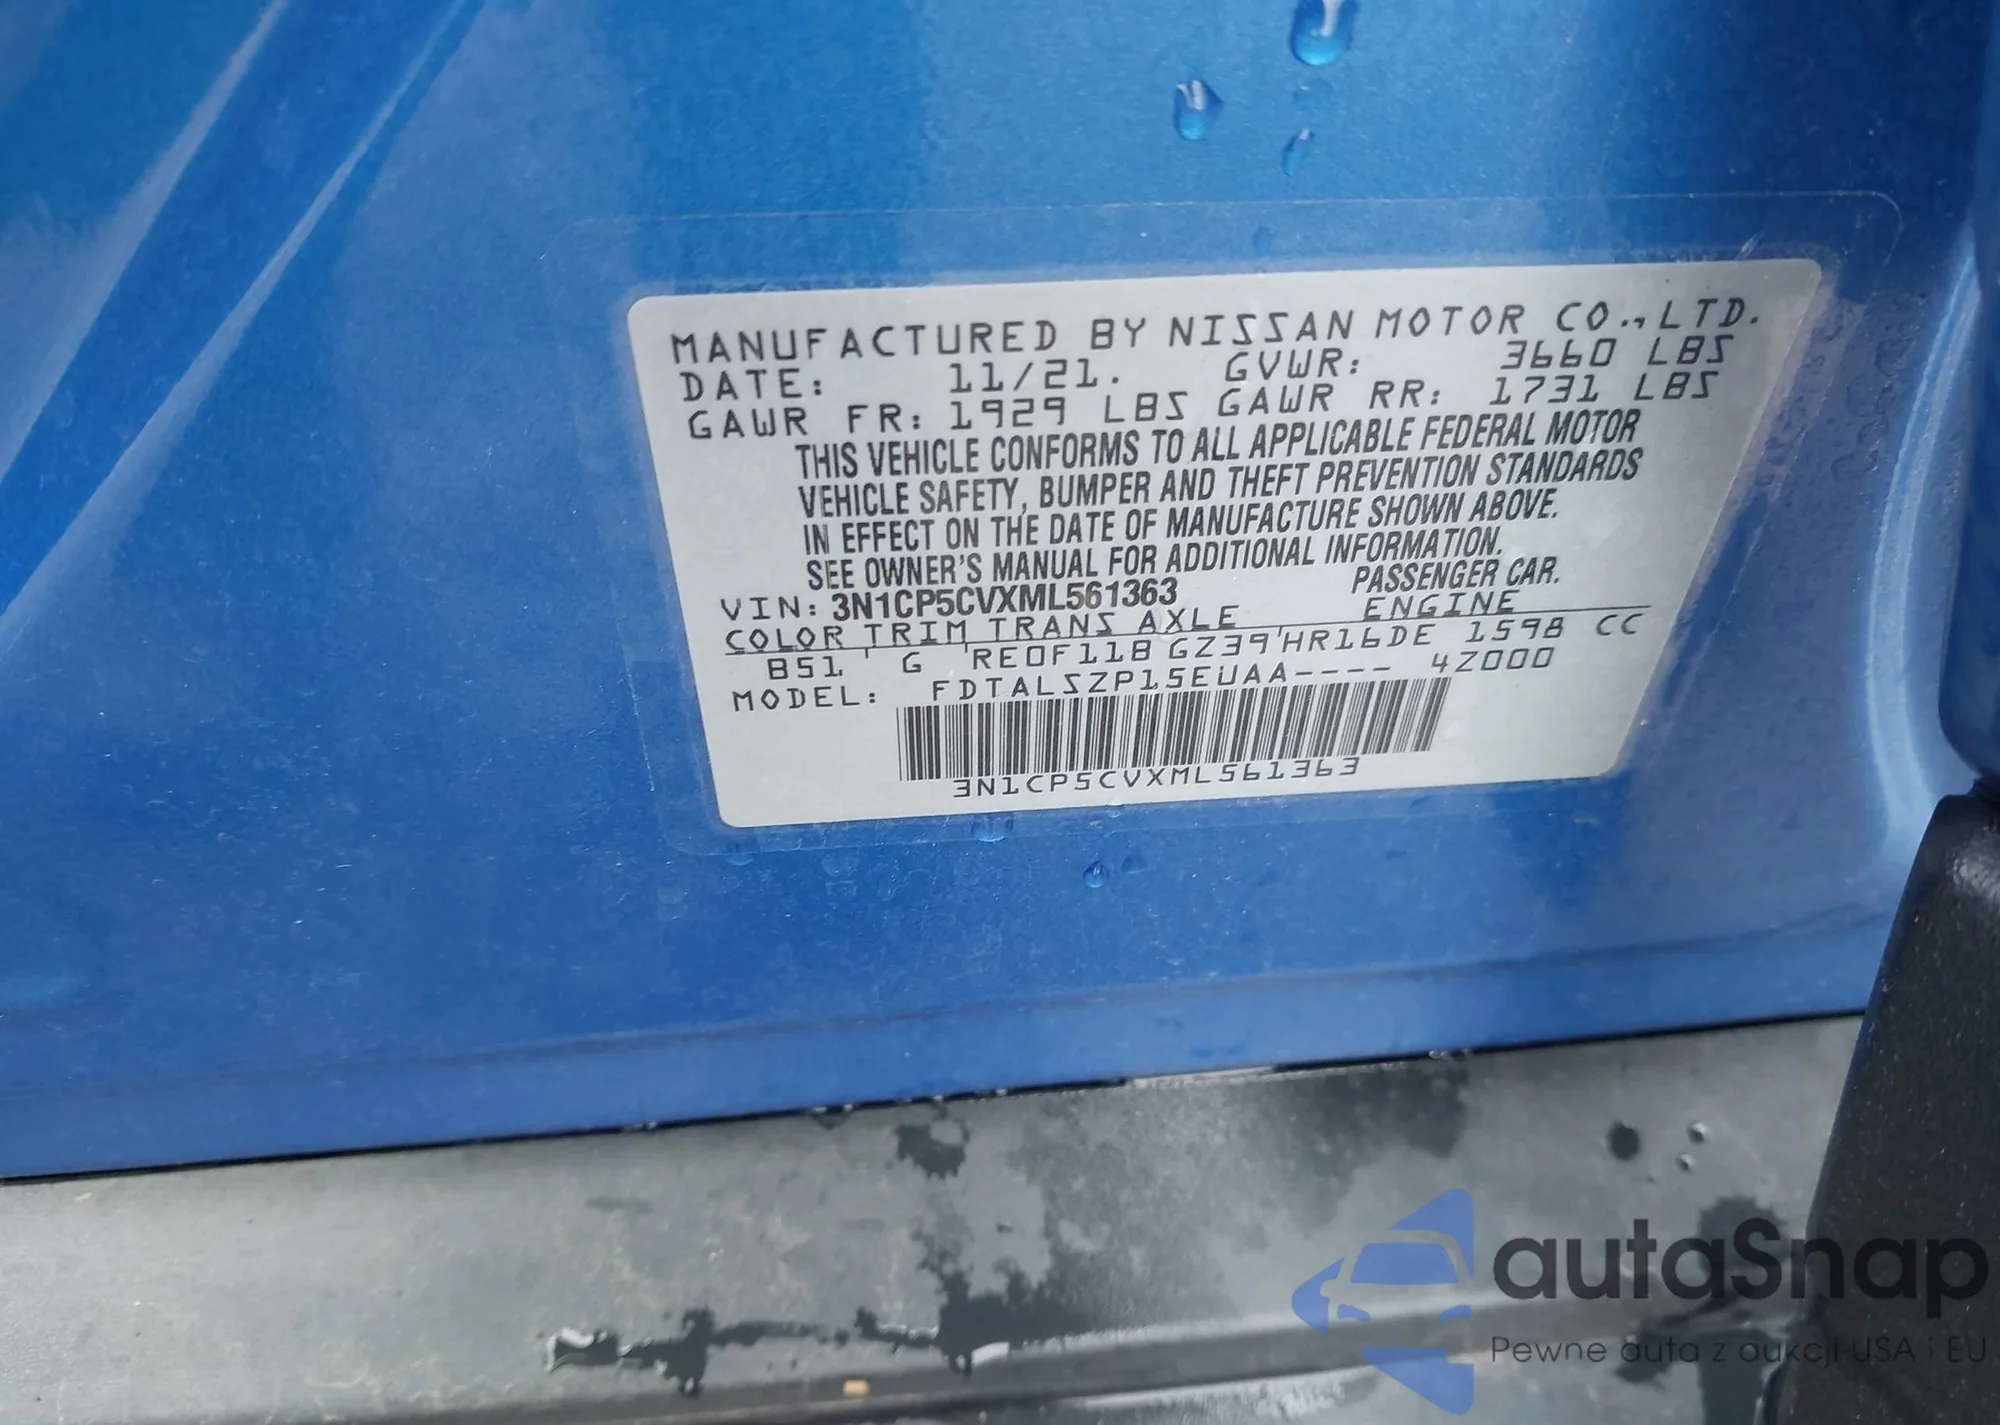 MANUFACTURED BY NISSAN MOTOR CO.,LTD.
DATE: 11/21. GVWR: 3660 LBS
GAWR FR: 1929 LBS GAWR RR: 1731 LBS
THIS VEHICLE CONFORMS TO ALL APPLICABLE FEDERAL MOTOR
VEHICLE SAFETY, BUMPER AND THEFT PREVENTION STANDARDS
IN EFFECT ON THE DATE OF MANUFACTURE SHOWN ABOVE.
SEE OWNER'S MANUAL FOR ADDITIONAL INFORMATION.
VIN: 3N1CP5CVXML561363 PASSENGER CAR.
COLOR TRIM TRANS AXLE ENGINE
B51 G RE0F11B GZ39 HR16DE 1598 CC
MODEL: FDTALSZP15EUAA---- 4Z000
3N1CP5CVXML561363
autaSnap
Pewne auta z aukcji USA i EU